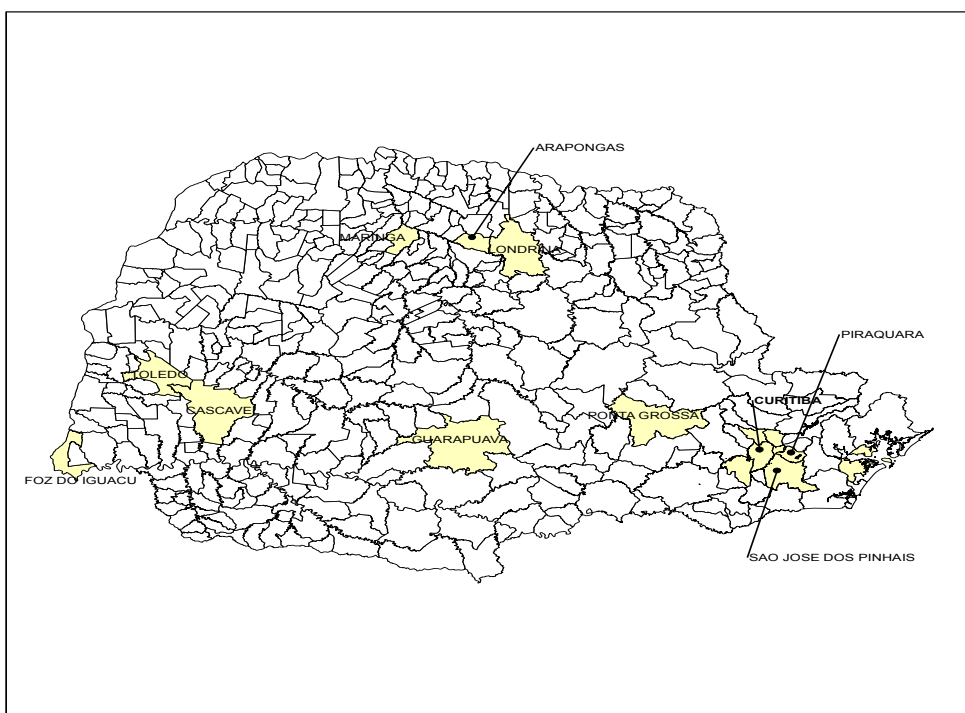 ARAPONGAS
MARINGA
LONDRINA
PIRAQUARA
TOLEDO
CURITIBA
CASCAVEL
PONTA GROSSA
GUARAPUAVA
FOZ DO IGUACU
SAO JOSE DOS PINHAIS